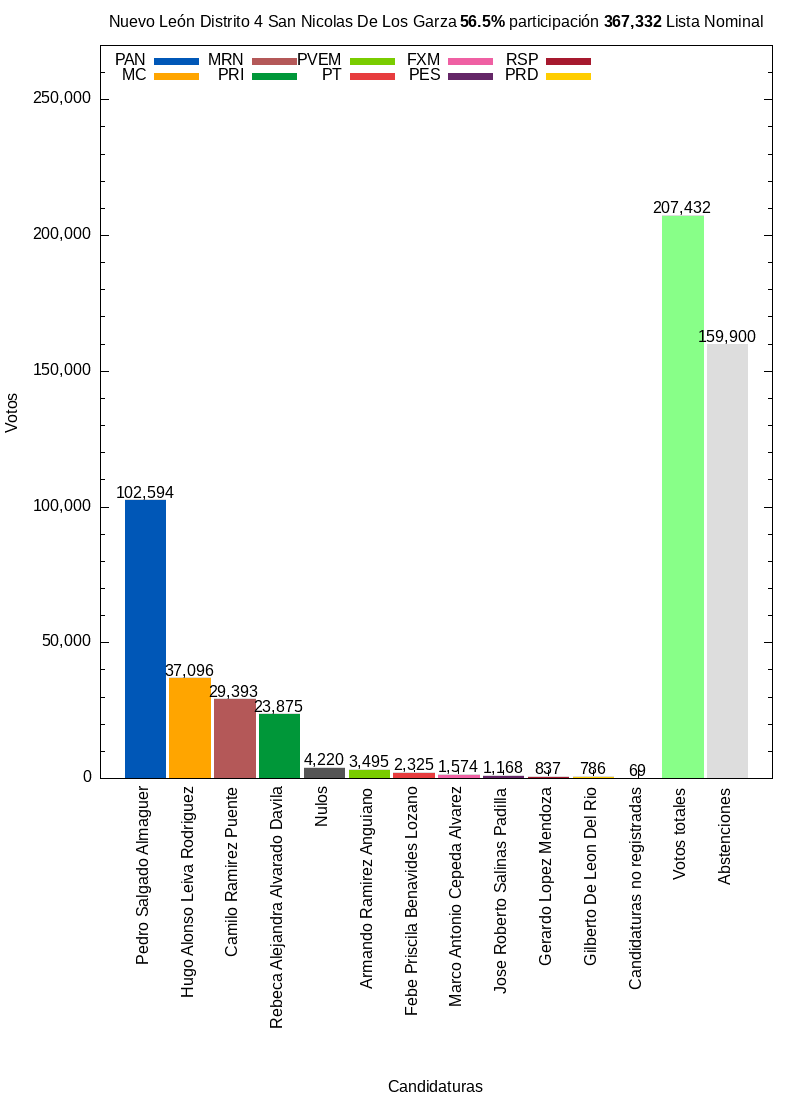 Nuevo León Distrito 4 San Nicolas De Los Garza 56.5% participación 367,332 Lista Nominal
PAN MRN PVEM FXM RSP
MC PRI PT PES PRD
250,000
200,000
150,000
100,000
50,000
0
Votos
102,594
37,096
29,393
23,875
4,220
3,495
2,325
1,574
1,168
837
786
69
207,432
159,900
Pedro Salgado Almaguer
Hugo Alonso Leiva Rodriguez
Camilo Ramirez Puente
Rebeca Alejandra Alvarado Davila
Nulos
Armando Ramirez Anguiano
Febe Priscila Benavides Lozano
Marco Antonio Cepeda Alvarez
Jose Roberto Salinas Padilla
Gerardo Lopez Mendoza
Gilberto De Leon Del Rio
Candidaturas no registradas
Votos totales
Abstenciones
Candidaturas